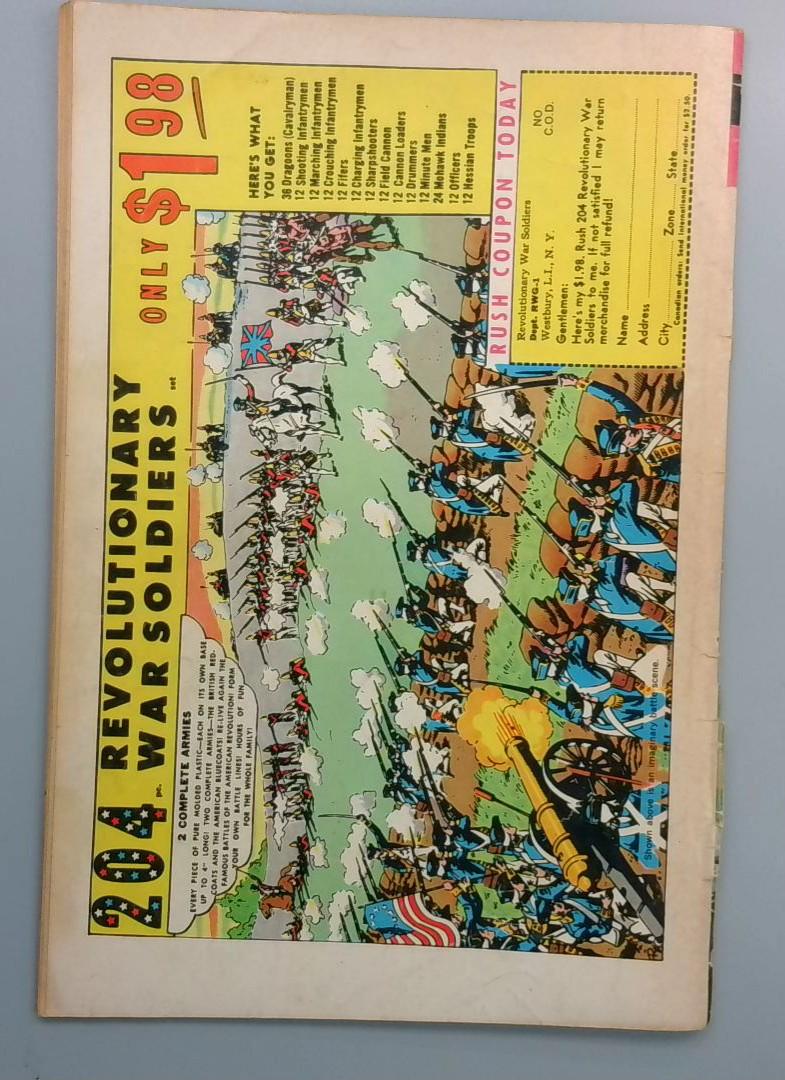 204 pc. REVOLUTIONARY
WAR SOLDIERS set
ONLY $1 98
2 COMPLETE ARMIES
EVERY PIECE OF PURE MOLDED PLASTIC—EACH ON ITS OWN BASE
UP TO 4" LONG! TWO COMPLETE ARMIES—THE BRITISH RED-
COATS AND THE AMERICAN BLUECOATS! RE-LIVE AGAIN THE
FAMOUS BATTLES OF THE AMERICAN REVOLUTION! FORM
YOUR OWN BATTLE LINES! HOURS OF FUN
FOR THE WHOLE FAMILY!
HERE'S WHAT
YOU GET:
36 Dragoons (Cavalryman)
12 Shooting Infantrymen
12 Marching Infantrymen
12 Crouching Infantrymen
12 Fifers
12 Charging Infantrymen
12 Sharpshooters
12 Field Cannon
12 Cannon Loaders
12 Drummers
12 Minute Men
24 Mohawk Indians
12 Officers
12 Hessian Troops
RUSH COUPON TODAY
Revolutionary War Soldiers
Dept. RWG-1
Westbury, L.I., N. Y.
NO
C.O.D.
Gentlemen:
Here's my $1.98. Rush 204 Revolutionary War
Soldiers to me. If not satisfied I may return
merchandise for full refund!
Name
Address
City Zone State
Canadian orders: Send international money order for $2.50.
Shown above is an imaginary battle scene.